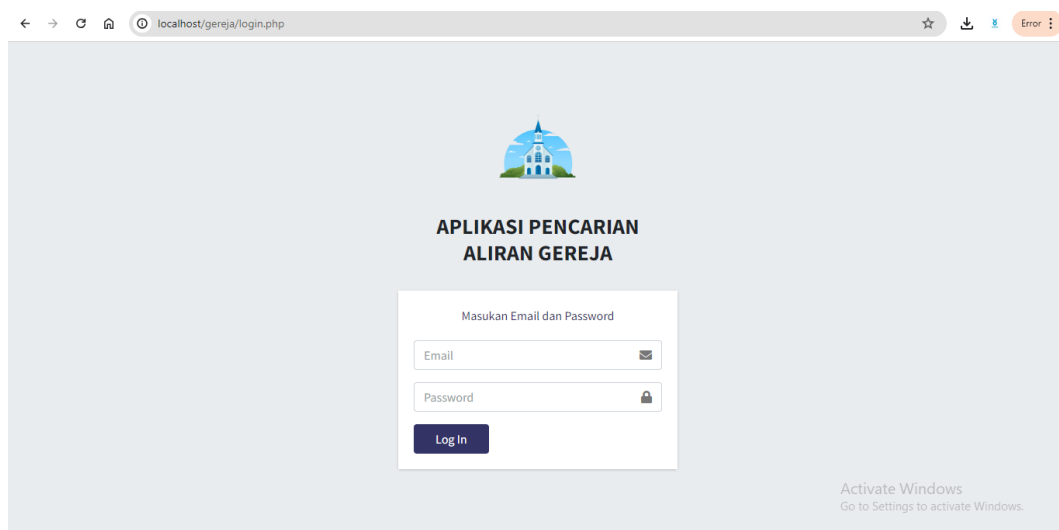 localhost/gereja/login.php
Error
APLIKASI PENCARIAN
ALIRAN GEREJA
Masukan Email dan Password
Email
Password
Log In
Activate Windows
Go to Settings to activate Windows.